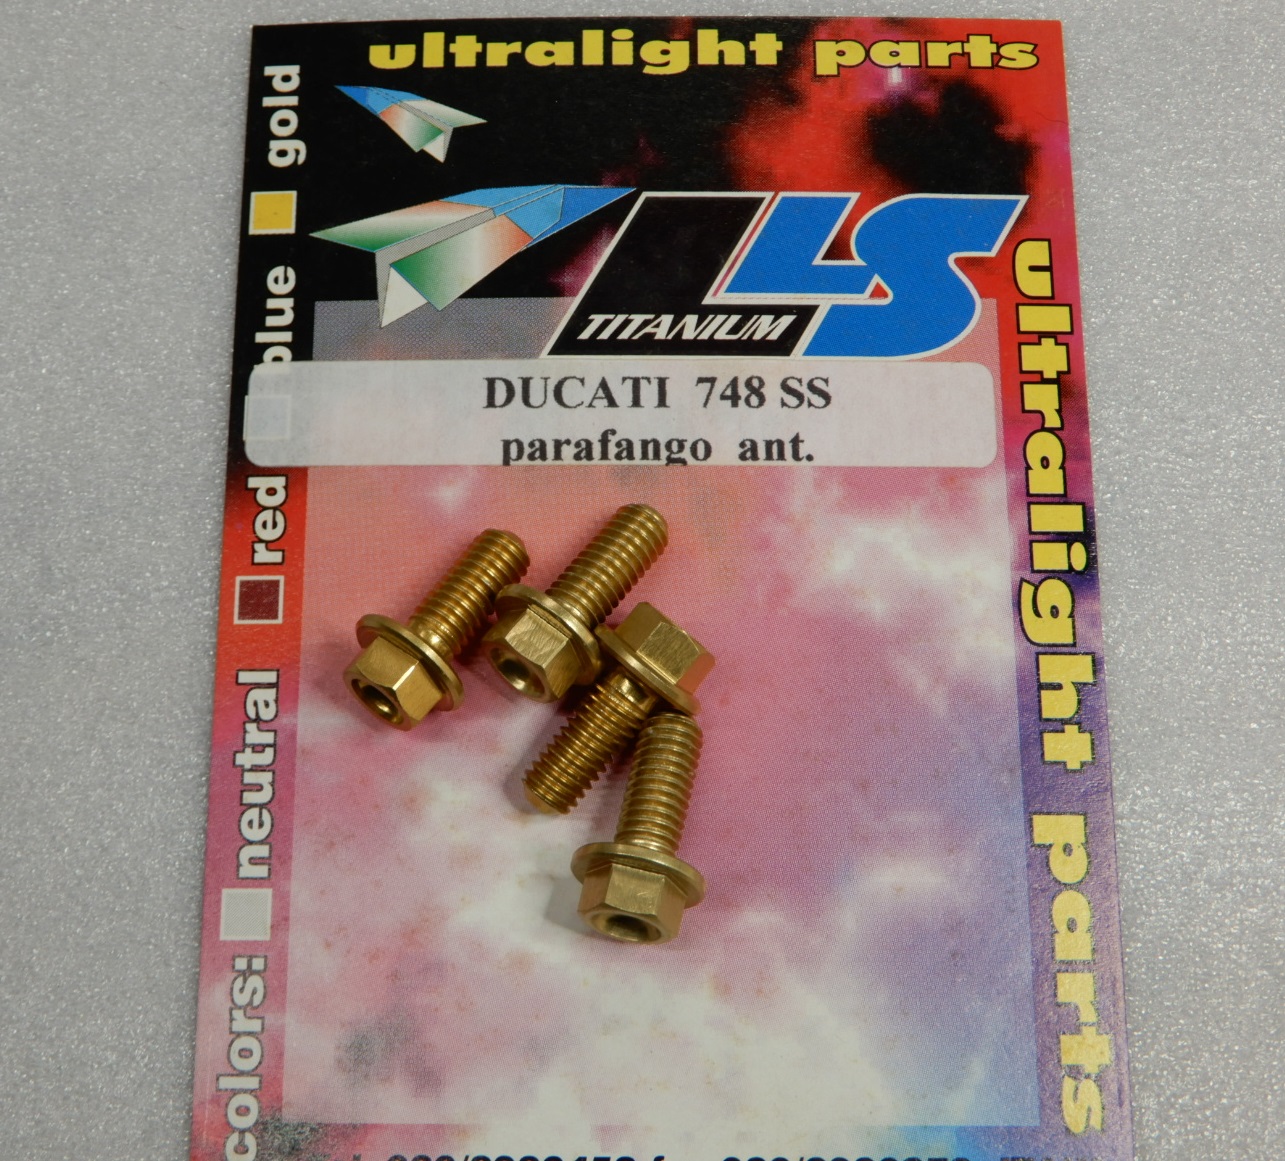 ultralight parts
LS
TITANIUM
DUCATI 748 SS
parafango ant.
colors: neutral red blue gold
ultralight parts